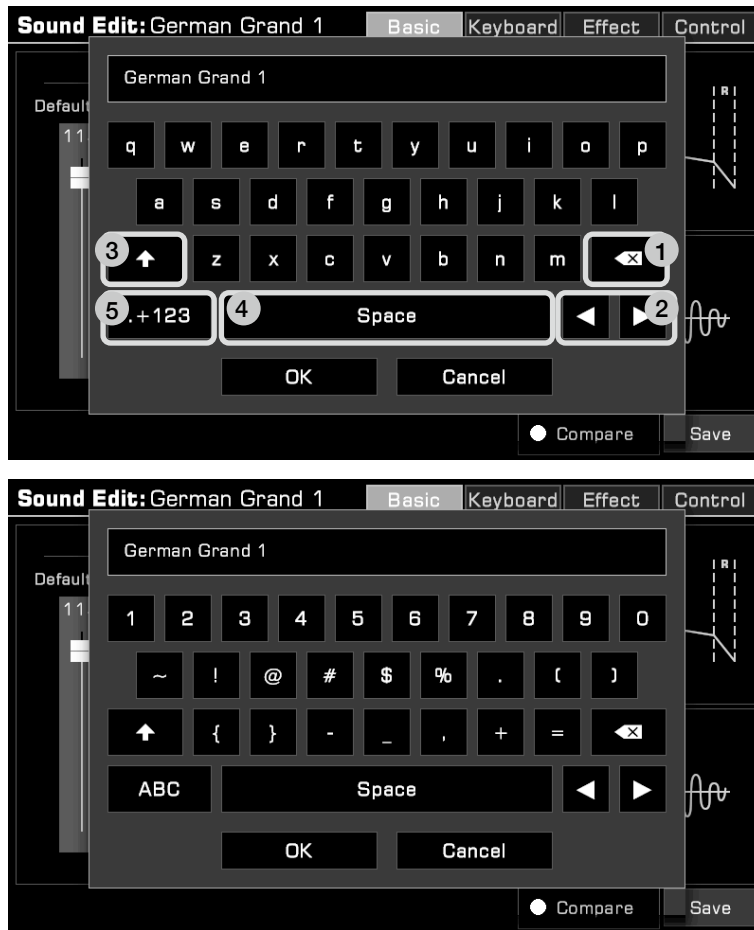 Sound Edit: German Grand 1 Basic Keyboard Effect Control
German Grand 1
R
Default
11
q w e r t y u i o p
a s d f g h j k l
3 z x c v b n m 1
5 .+123 4 Space 2
OK Cancel
Compare Save
Sound Edit: German Grand 1 Basic Keyboard Effect Control
German Grand 1
R
Default
11
1 2 3 4 5 6 7 8 9 0
~ ! @ # $ % . ( )
{ } - _ , + =
ABC Space
OK Cancel
Compare Save